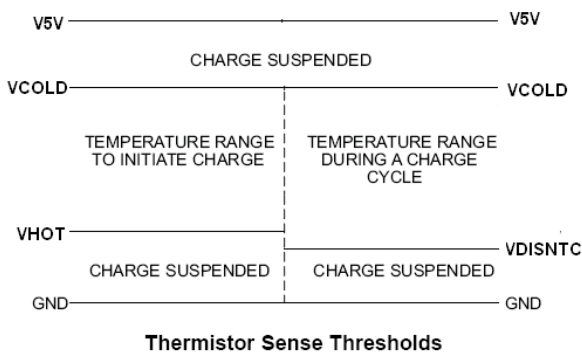 V5V V5V
CHARGE SUSPENDED
VCOLD VCOLD
TEMPERATURE RANGE
TO INITIATE CHARGE
TEMPERATURE RANGE
DURING A CHARGE
CYCLE
VHOT
VDISNTC
CHARGE SUSPENDED CHARGE SUSPENDED
GND GND
Thermistor Sense Thresholds